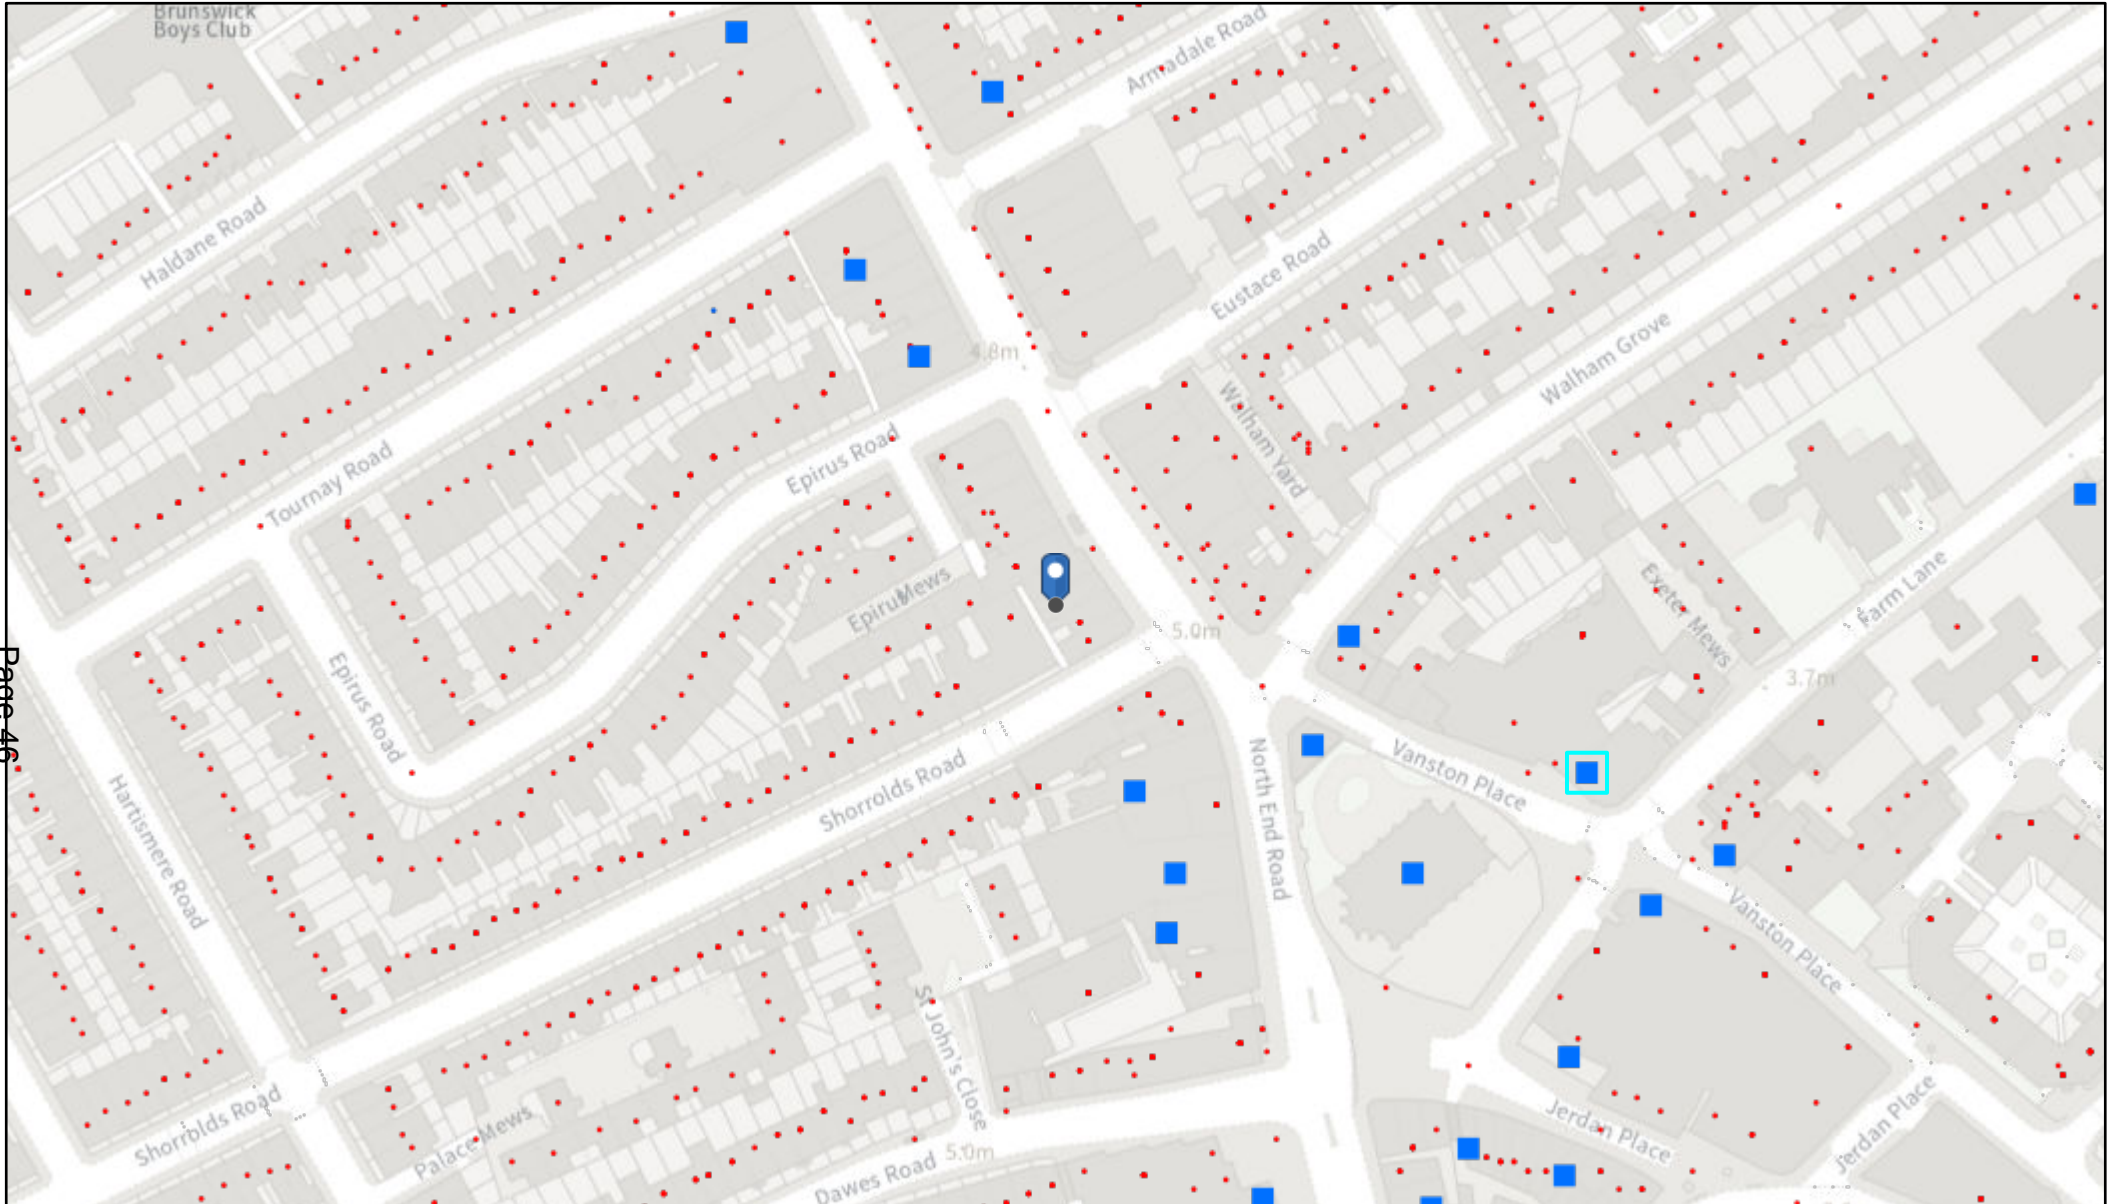 Brunswick
Boys Club
Armadale Road
Haldane Road
Eustace Road
4.8m
Walham Grove
Walham Yard
Epirus Road
Tournay Road
Epirus Mews
Exeter Mews
Farm Lane
5.0m
3.7m
Page 46
Epirus Road
Vanston Place
North End Road
Shorrolds Road
Hartismere Road
Vanston Place
St John's Close
Jerdan Place
Jerdan Place
Shorrolds Road
Palace Mews
5.0m
Dawes Road